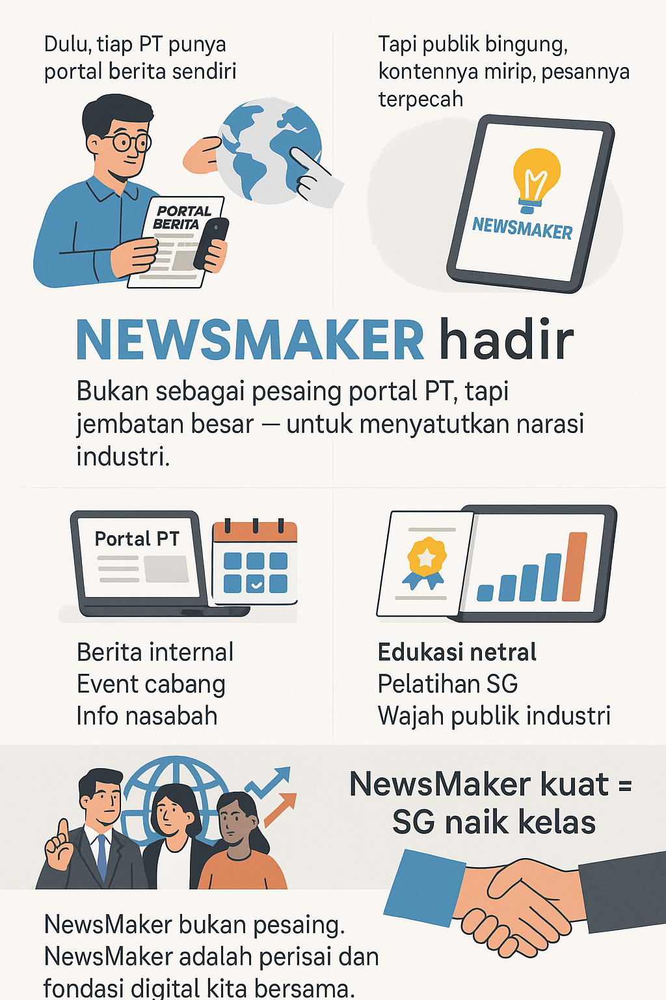 Dulu, tiap PT punya
portal berita sendiri
Tapi publik bingung,
kontennya mirip, pesannya
terpecah
PORTAL
BERITA
NEWSMAKER
NEWSMAKER hadir
Bukan sebagai pesaing portal PT, tapi
jembatan besar — untuk menyatutkan narasi
industri.
Portal PT
Berita internal
Event cabang
Info nasabah
Edukasi netral
Pelatihan SG
Wajah publik industri
NewsMaker kuat =
SG naik kelas
NewsMaker bukan pesaing.
NewsMaker adalah perisai dan
fondasi digital kita bersama.